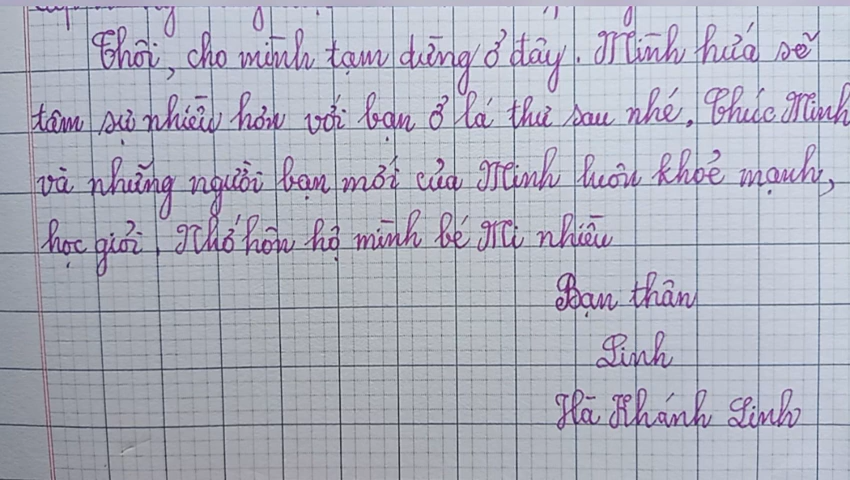 Thôi, cho mình tạm dừng ở đây. Mình hứa sẽ
tâm sự nhiều hơn với bạn ở lá thư sau nhé. Chúc Minh
và những người bạn mới của Minh luôn khoẻ mạnh,
học giỏi. Nhớ hôn hộ mình bé Mi nhiều
Bạn thân
Linh
Hà Khánh Linh